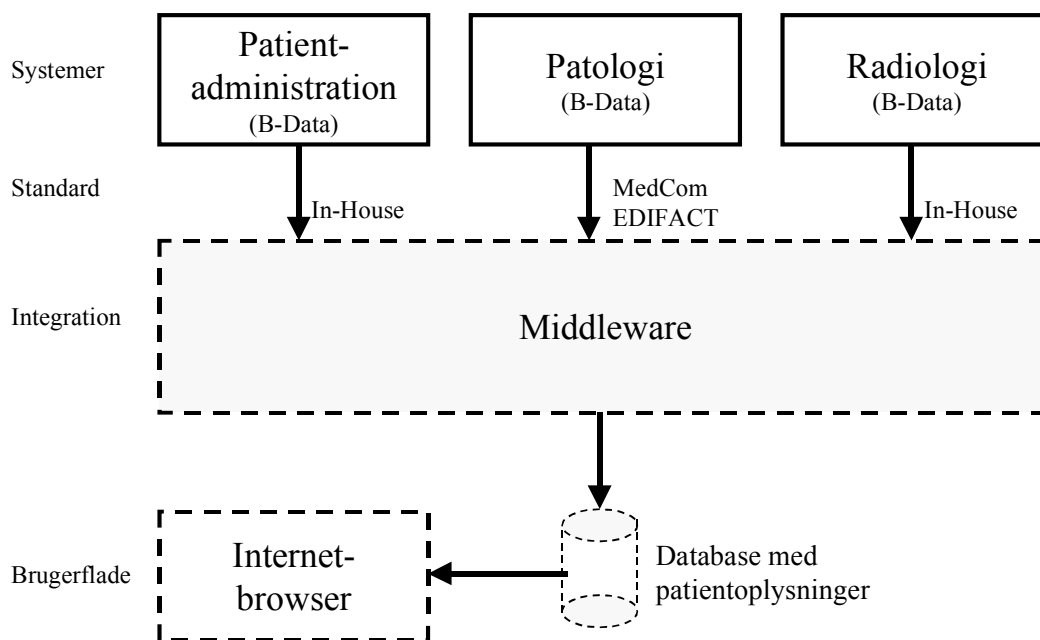 Systemer
Patient-
administration
(B-Data)
Patologi
(B-Data)
Radiologi
(B-Data)
Standard
In-House
MedCom
EDIFACT
In-House
Integration
Middleware
Brugerflade
Internet-
browser
Database med
patientoplysninger